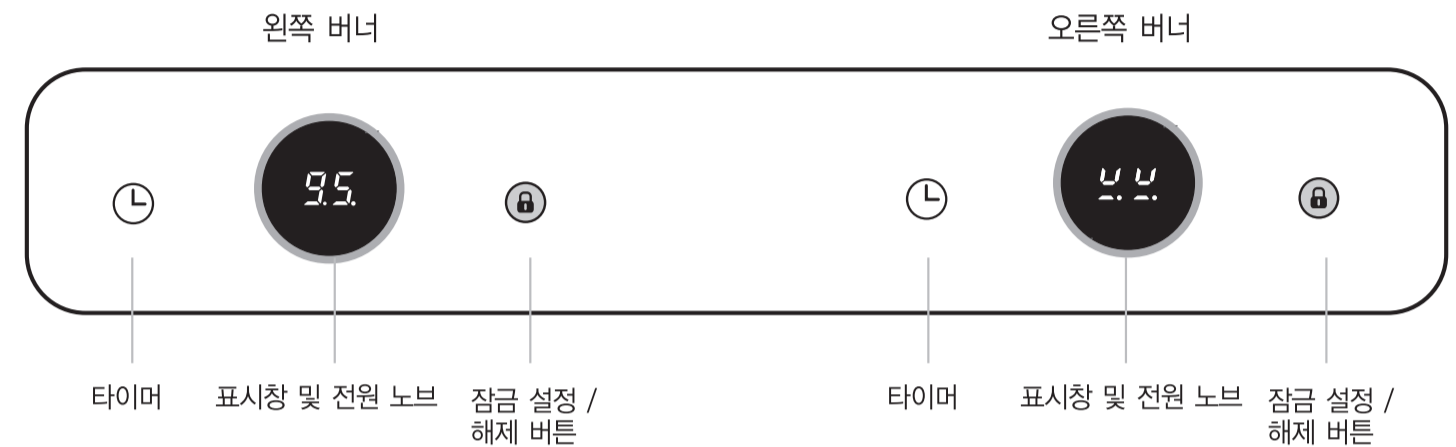 왼쪽 버너
오른쪽 버너
9.5.
타이머
표시창 및 전원 노브
잠금 설정 /
해제 버튼
타이머
표시창 및 전원 노브
잠금 설정 /
해제 버튼